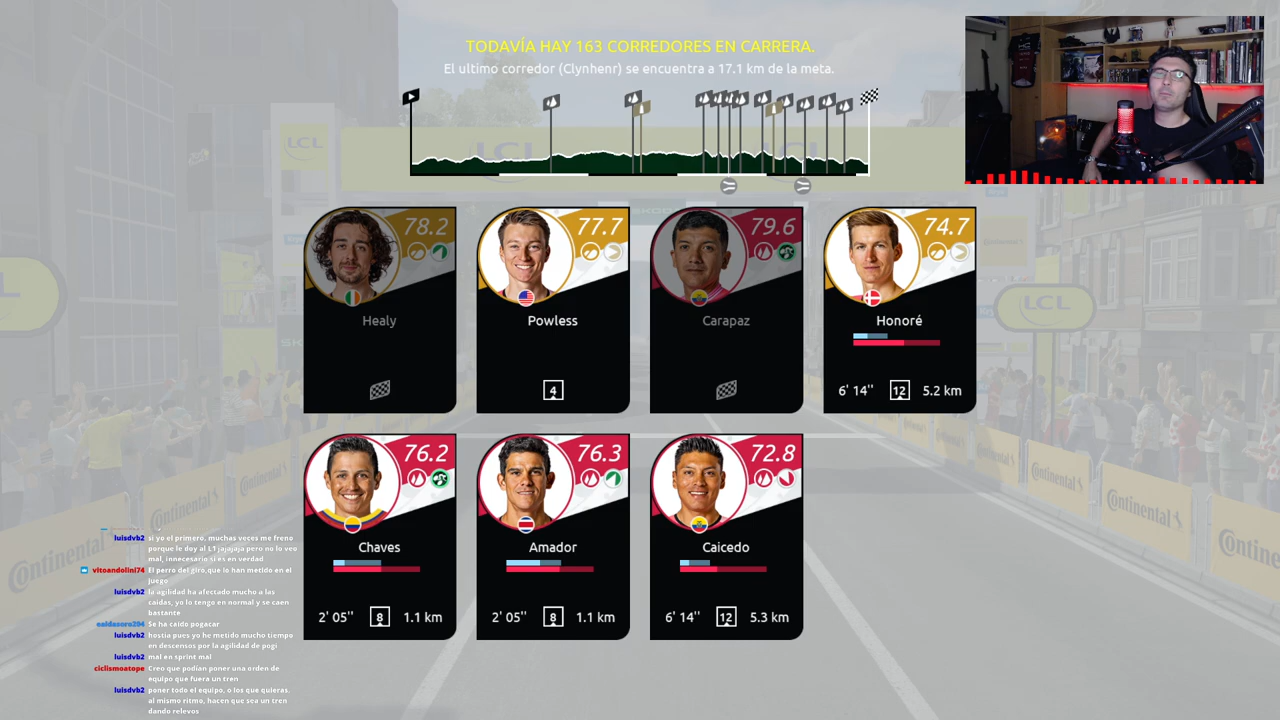 TODAVÍA HAY 163 CORREDORES EN CARRERA.
El ultimo corredor (Clynhenr) se encuentra a 17.1 km de la meta.
LCL
LCL
LCL
78.2
77.7
79.6
74.7
Healy
Powless
Carapaz
Honoré
4
6' 14''
12
5.2 km
76.2
76.3
72.8
Chaves
Amador
Caicedo
2' 05''
8
1.1 km
2' 05''
8
1.1 km
6' 14''
12
5.3 km
Continental
Continental
Continental
luisdvb2 si yo el primero, muchas veces me freno
porque le doy al L1 jajajaja pero no lo veo
mal, innecesario si es en verdad
vitoandolini74 El perro del giro,que lo han metido en el
juego
luisdvb2 la agilidad ha afectado mucho a las
caidas, yo lo tengo en normal y se caen
bastante
Se ha caido pogacar
luisdvb2 hostia pues yo he metido mucho tiempo
en descensos por la agilidad de pogi
luisdvb2 mal en sprint mal
ciclismoatope Creo que podían poner una orden de
equipo que fuera un tren
luisdvb2 poner todo el equipo, o los que quieras.
al mismo ritmo, hacen que sea un tren
dando relevos